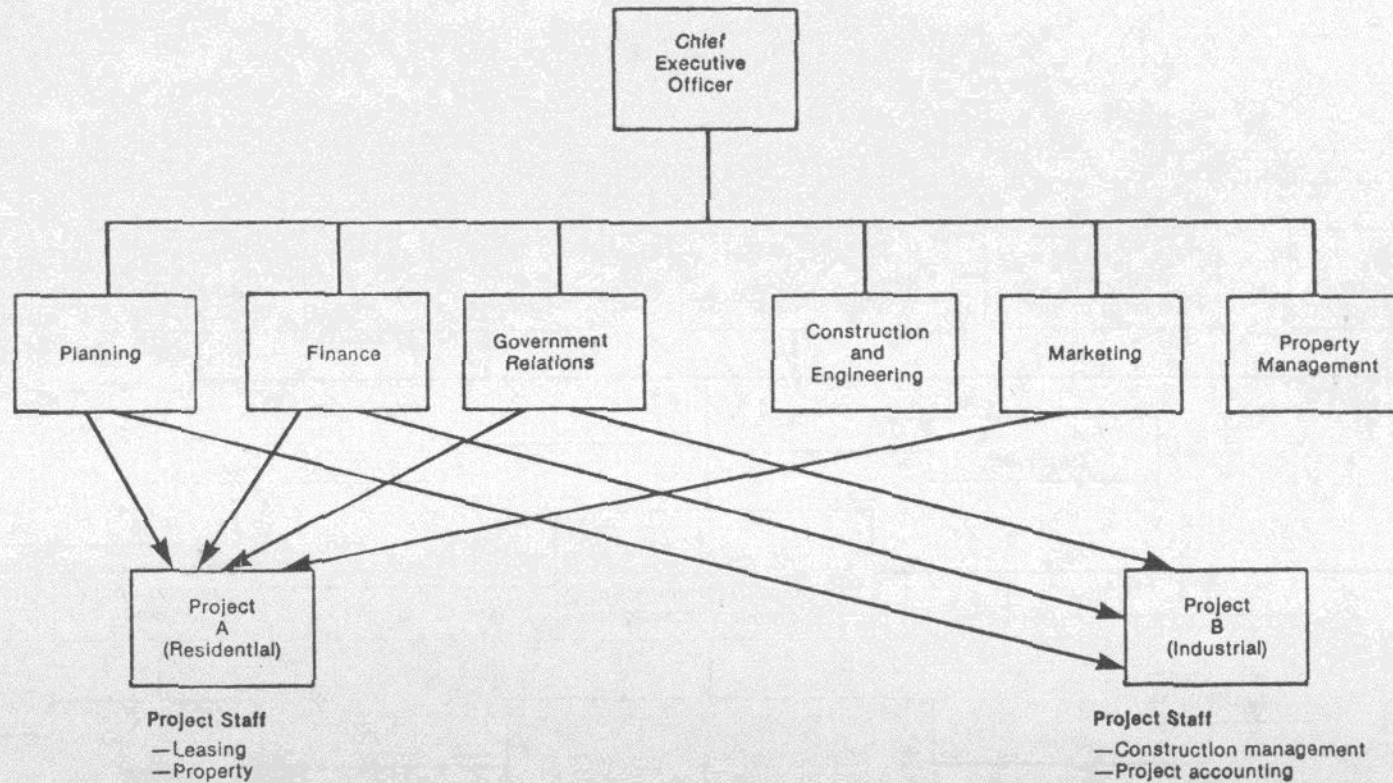 Chief
Executive
Officer
Planning
Finance
Government
Relations
Construction
and
Engineering
Marketing
Property
Management
Project
A
(Residential)
Project
B
(Industrial)
Project Staff
—Leasing
—Property
Project Staff
—Construction management
—Project accounting